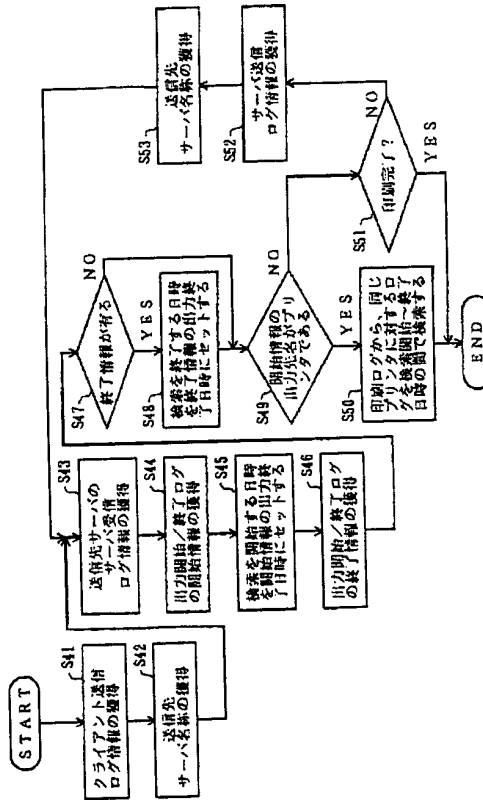 START
S41
クライアント送信
ログ情報の獲得
S42
送信先
サーバ名称の獲得
S43
送信先サーバの
サーバ受信
ログ情報の獲得
S44
出力開始／終了ログ
の開始情報の獲得
S45
検索を開始する日時
を開始情報の出力終
了日時にセットする
S46
出力開始／終了ログ
の終了情報の獲得
S47
終了情報が有る
NO
YES
S48
検索を終了する日時
を終了情報の出力終
了日時にセットする
S49
開始情報の
出力先名がプリ
ンタである
NO
YES
S50
印刷ログから、同じ
プリンタに対するロ
グを検索開始～終了
日時の間で検索する
S51
印刷完了？
NO
YES
S52
サーバ送信
ログ情報の獲得
S53
送信先
サーバ名称の獲得
END